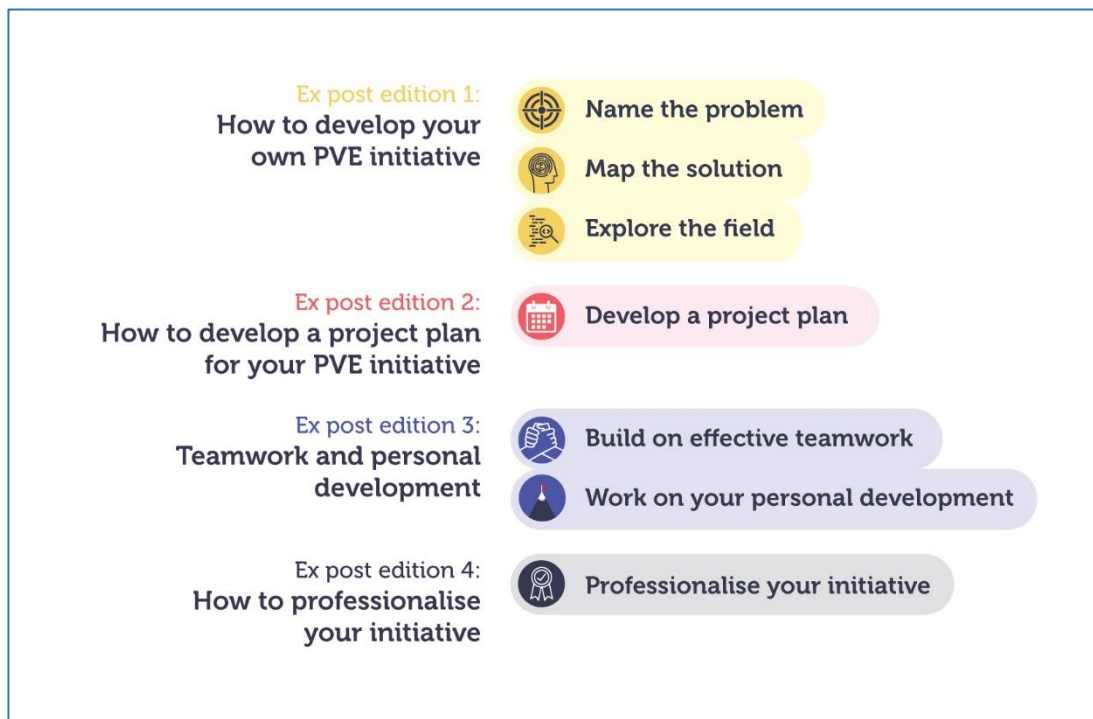 Ex post edition 1:
How to develop your
own PVE initiative
Name the problem
Map the solution
Explore the field
Ex post edition 2:
How to develop a project plan
for your PVE initiative
Develop a project plan
Ex post edition 3:
Teamwork and personal
development
Build on effective teamwork
Work on your personal development
Ex post edition 4:
How to professionalise
your initiative
Professionalise your initiative